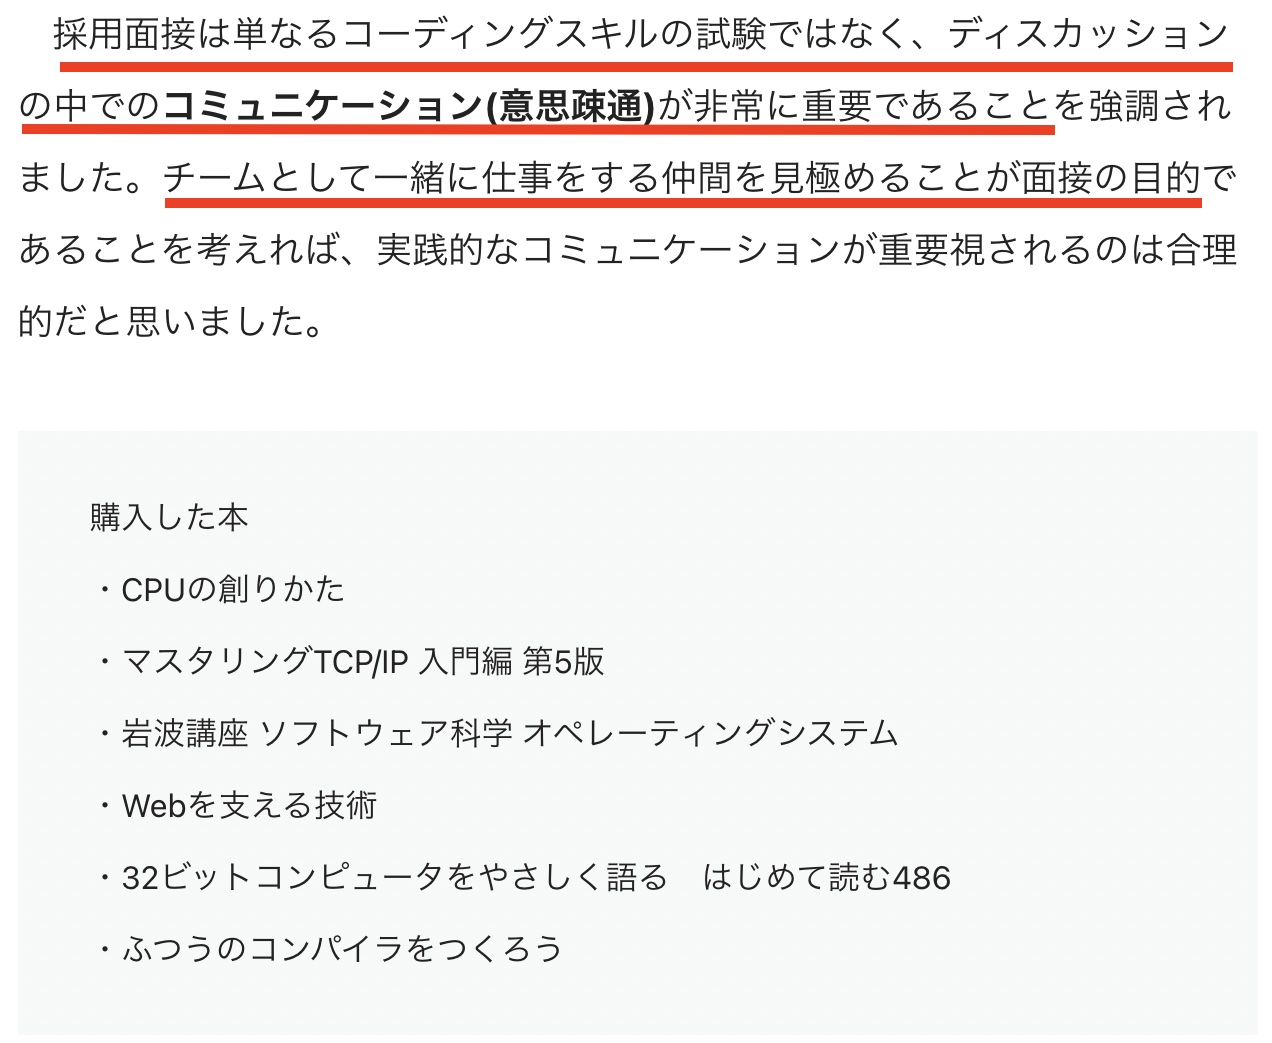 採用面接は単なるコーディングスキルの試験ではなく、ディスカッション
の中でのコミュニケーション(意思疎通)が非常に重要であることを強調され
ました。チームとして一緒に仕事をする仲間を見極めることが面接の目的で
あることを考えれば、実践的なコミュニケーションが重要視されるのは合理
的だと思いました。
購入した本
・CPUの創りかた
・マスタリングTCP/IP 入門編 第5版
・岩波講座 ソフトウェア科学 オペレーティングシステム
・Webを支える技術
・32ビットコンピュータをやさしく語る　はじめて読む486
・ふつうのコンパイラをつくろう